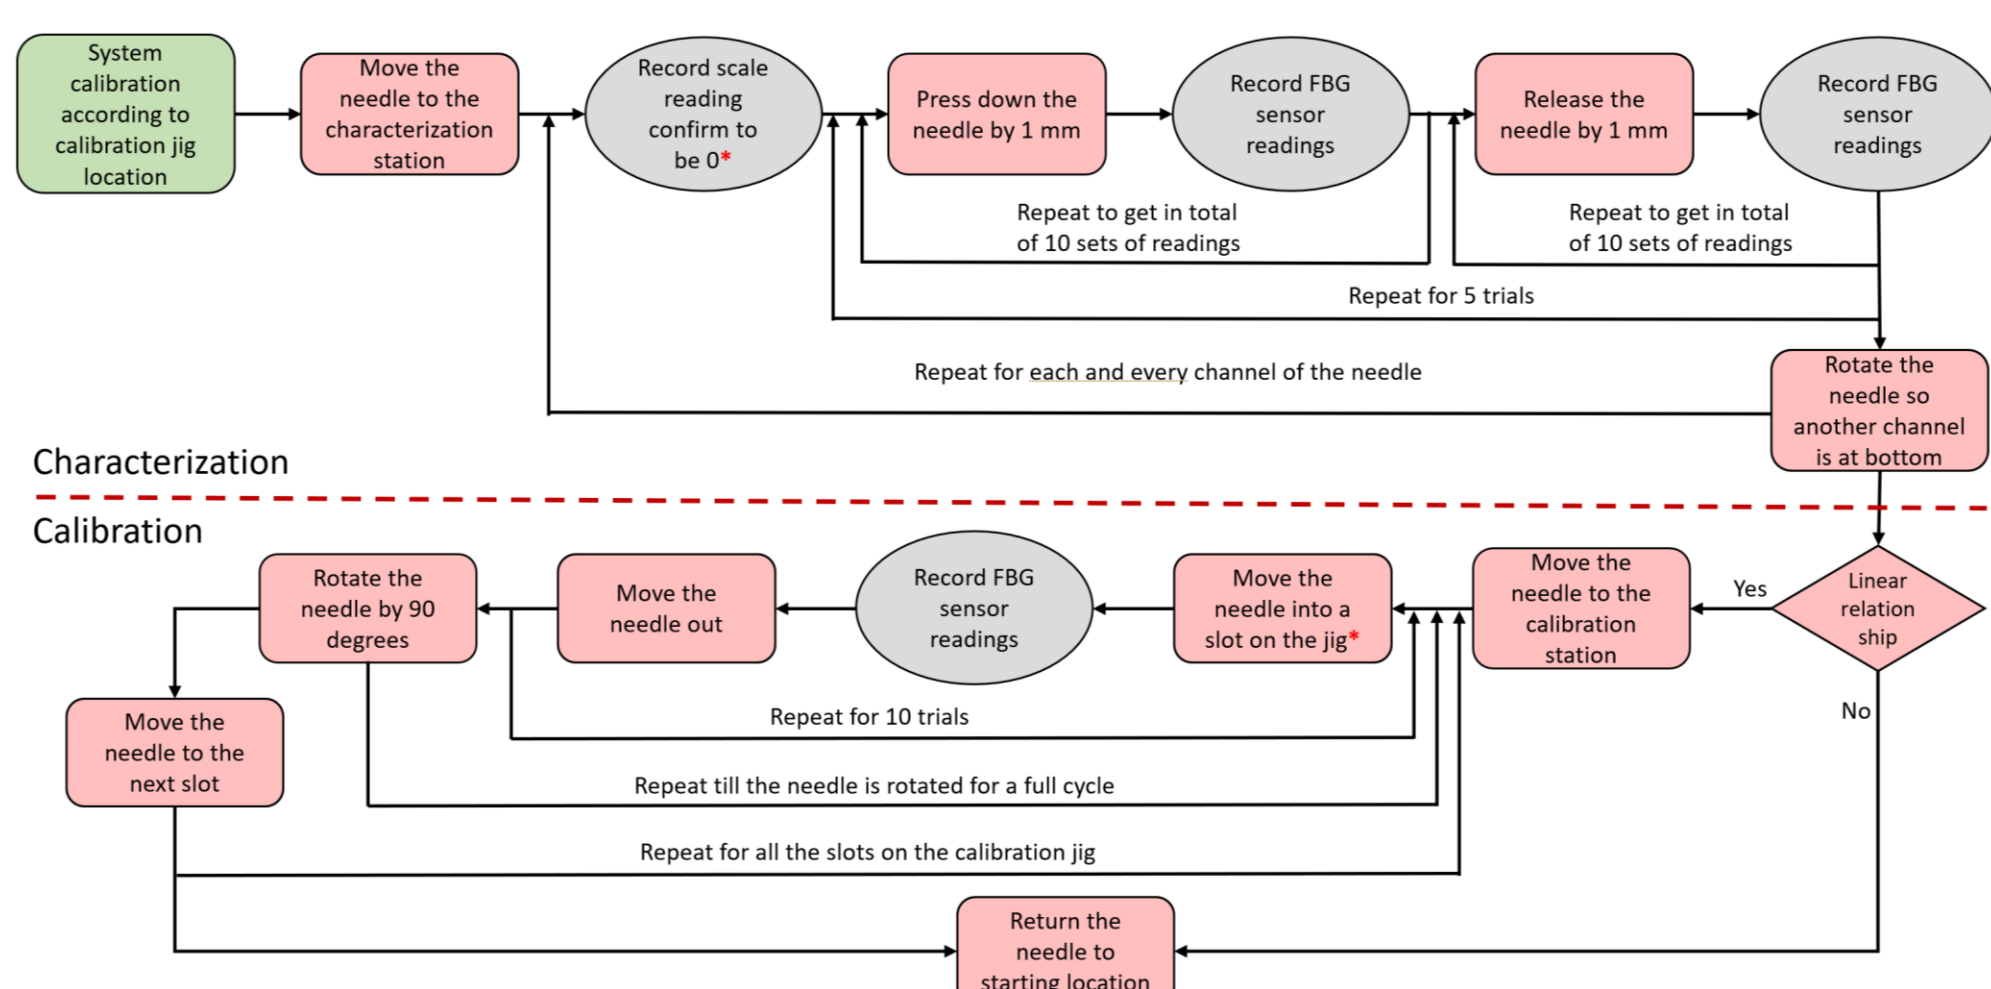 System
calibration
according to
calibration jig
location
Move the
needle to the
characterization
station
Record scale
reading
confirm to
be 0*
Press down the
needle by 1 mm
Record FBG
sensor
readings
Release the
needle by 1 mm
Record FBG
sensor
readings
Repeat to get in total
of 10 sets of readings
Repeat to get in total
of 10 sets of readings
Repeat for 5 trials
Repeat for each and every channel of the needle
Rotate the
needle so
another channel
is at bottom
Characterization
Calibration
Linear
relation
ship
Yes
No
Move the
needle to the
calibration
station
Move the
needle into a
slot on the jig*
Record FBG
sensor
readings
Move the
needle out
Rotate the
needle by 90
degrees
Move the
needle to the
next slot
Repeat for 10 trials
Repeat till the needle is rotated for a full cycle
Repeat for all the slots on the calibration jig
Return the
needle to
starting location